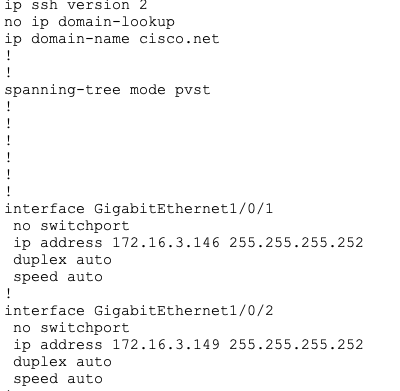 ip ssh version 2
no ip domain-lookup
ip domain-name cisco.net
!
!
spanning-tree mode pvst
!
!
!
!
!
!
interface GigabitEthernet1/0/1
 no switchport
 ip address 172.16.3.146 255.255.255.252
 duplex auto
 speed auto
!
interface GigabitEthernet1/0/2
 no switchport
 ip address 172.16.3.149 255.255.255.252
 duplex auto
 speed auto
!